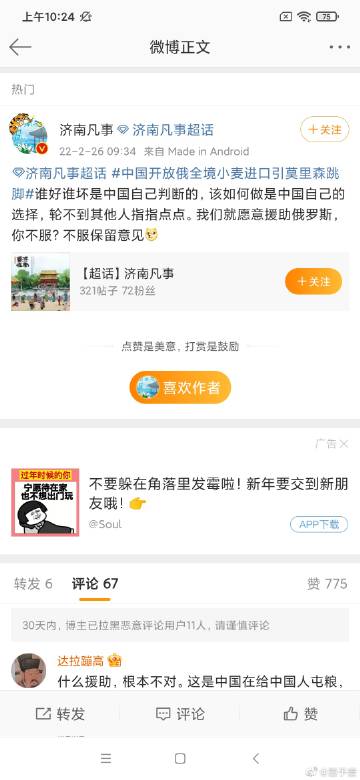 上午10:24
75
微博正文
热门
济南凡事 济南凡事超话
+关注
22-2-26 09:34 来自 Made in Android
济南凡事超话 #中国开放俄全境小麦进口引莫里森跳
脚#谁好谁坏是中国自己判断的，该如何做是中国自己的
选择，轮不到其他人指指点点。我们就愿意援助俄罗斯，
你不服？不服保留意见
【超话】济南凡事
321帖子 72粉丝
+关注
点赞是美意，打赏是鼓励
喜欢作者
广告
过年时候的你
宁愿待在家
也不想出门玩
不要躲在角落里发霉啦！新年要交到新朋
友哦！
@Soul
APP下载
转发 6 评论 67 赞 775
30天内，博主已拉黑恶意评论用户11人，请谨慎评论
达拉蹦高
什么援助，根本不对。这是中国在给中国人屯粮，
转发 评论 赞